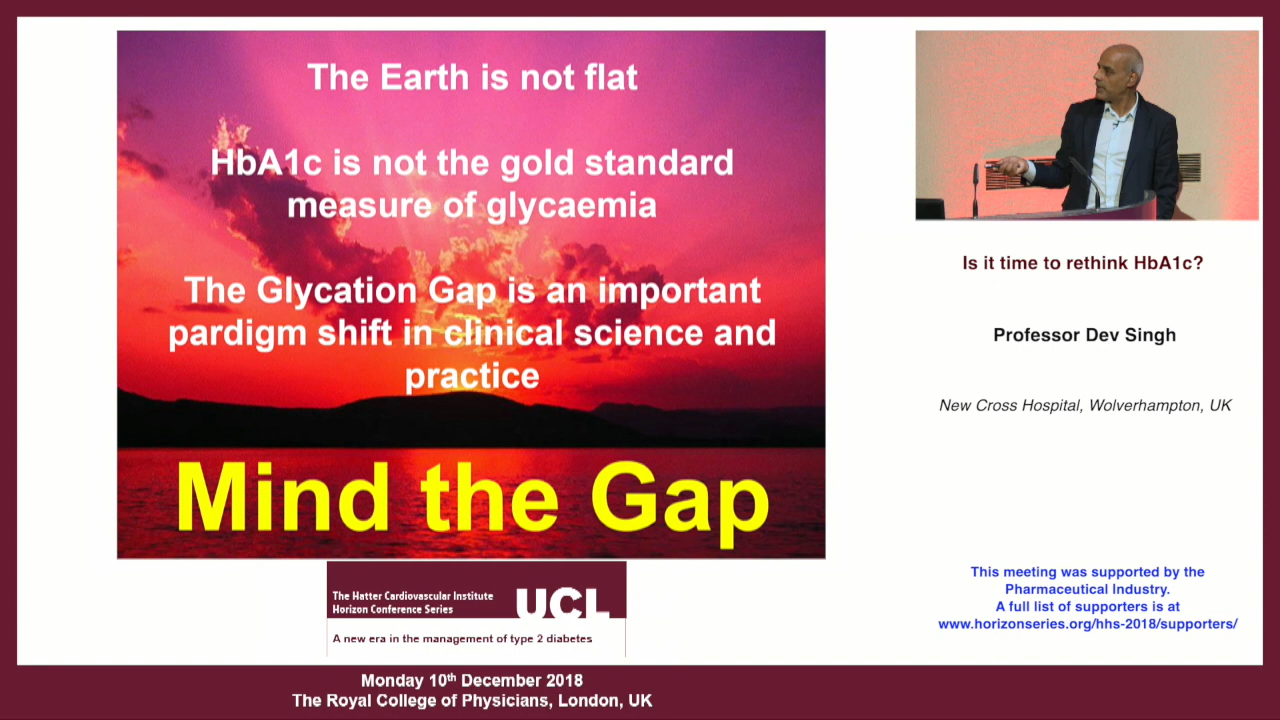 The Earth is not flat
HbA1c is not the gold standard
measure of glycaemia
The Glycation Gap is an important
pardigm shift in clinical science and
practice
Mind the Gap
The Hatter Cardiovascular Institute
Horizon Conference Series
UCL
A new era in the management of type 2 diabetes
Is it time to rethink HbA1c?
Professor Dev Singh
New Cross Hospital, Wolverhampton, UK
This meeting was supported by the
Pharmaceutical Industry.
A full list of supporters is at
www.horizonseries.org/hhs-2018/supporters/
Monday 10th December 2018
The Royal College of Physicians, London, UK